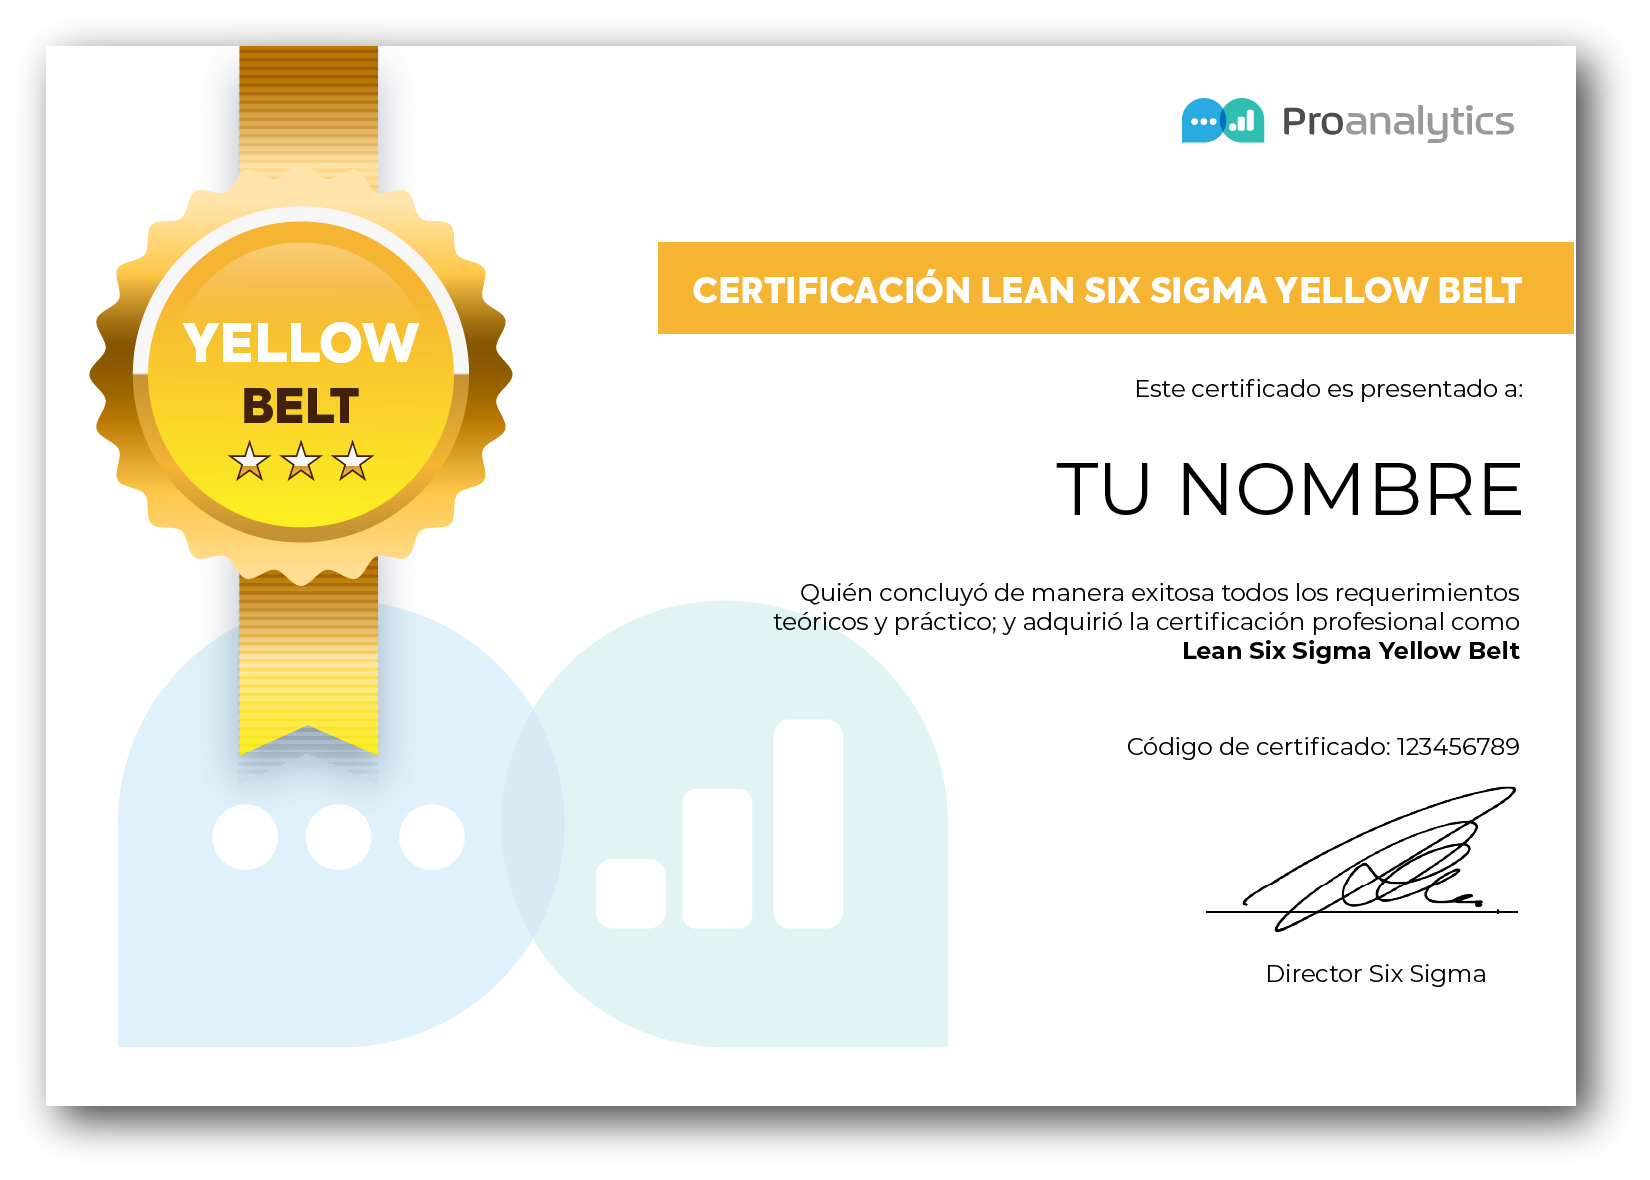 Proanalytics
YELLOW
BELT
CERTIFICACIÓN LEAN SIX SIGMA YELLOW BELT
Este certificado es presentado a:
TU NOMBRE
Quién concluyó de manera exitosa todos los requerimientos
teóricos y práctico; y adquirió la certificación profesional como
Lean Six Sigma Yellow Belt
Código de certificado: 123456789
Director Six Sigma